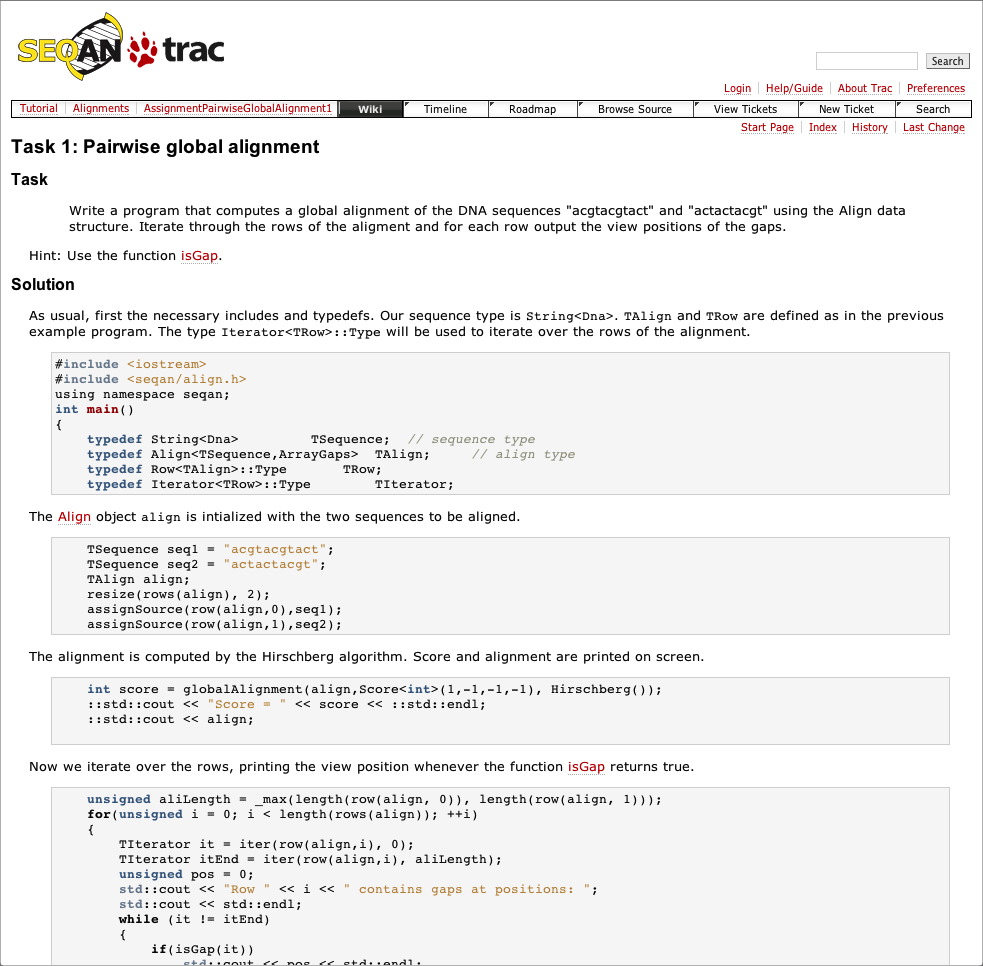 SEQAN trac
Search
Login Help/Guide About Trac Preferences
Tutorial Alignments AssignmentPairwiseGlobalAlignment1 Wiki Timeline Roadmap Browse Source View Tickets New Ticket Search
Start Page Index History Last Change
Task 1: Pairwise global alignment
Task
Write a program that computes a global alignment of the DNA sequences "acgtacgtact" and "actactacgt" using the Align data
structure. Iterate through the rows of the aligment and for each row output the view positions of the gaps.
Hint: Use the function isGap.
Solution
As usual, first the necessary includes and typedefs. Our sequence type is String<Dna>. TAlign and TRow are defined as in the previous
example program. The type Iterator<TRow>::Type will be used to iterate over the rows of the alignment.
#include <iostream>
#include <seqan/align.h>
using namespace seqan;
int main()
{
    typedef String<Dna>         TSequence;  // sequence type
    typedef Align<TSequence,ArrayGaps>  TAlign;     // align type
    typedef Row<TAlign>::Type       TRow;
    typedef Iterator<TRow>::Type        TIterator;
The Align object align is intialized with the two sequences to be aligned.
    TSequence seq1 = "acgtacgtact";
    TSequence seq2 = "actactacgt";
    TAlign align;
    resize(rows(align), 2);
    assignSource(row(align,0),seq1);
    assignSource(row(align,1),seq2);
The alignment is computed by the Hirschberg algorithm. Score and alignment are printed on screen.
    int score = globalAlignment(align,Score<int>(1,-1,-1,-1), Hirschberg());
    ::std::cout << "Score = " << score << ::std::endl;
    ::std::cout << align;
Now we iterate over the rows, printing the view position whenever the function isGap returns true.
    unsigned aliLength = _max(length(row(align, 0)), length(row(align, 1)));
    for(unsigned i = 0; i < length(rows(align)); ++i)
    {
        TIterator it = iter(row(align,i), 0);
        TIterator itEnd = iter(row(align,i), aliLength);
        unsigned pos = 0;
        std::cout << "Row " << i << " contains gaps at positions: ";
        std::cout << std::endl;
        while (it != itEnd)
        {
            if(isGap(it))
                std::cout << pos << std::endl;